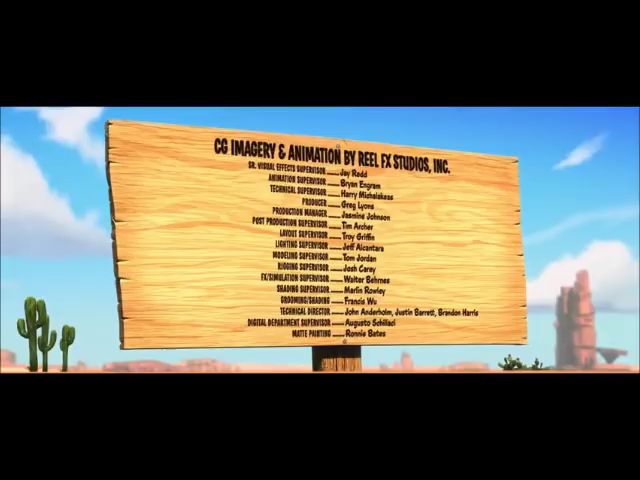 CG IMAGERY & ANIMATION BY REEL FX STUDIOS, INC.
SR. VISUAL EFFECTS SUPERVISOR ........ Jay Redd
ANIMATION SUPERVISOR ........ Bryan Engram
TECHNICAL SUPERVISOR ........ Harry Michalakeas
PRODUCER ........ Greg Lyons
PRODUCTION MANAGER ........ Jasmine Johnson
POST PRODUCTION SUPERVISOR ........ Tim Archer
LAYOUT SUPERVISOR ........ Troy Griffin
LIGHTING SUPERVISOR ........ Jeff Alcantara
MODELING SUPERVISOR ........ Tom Jordan
RIGGING SUPERVISOR ........ Josh Carey
FX/SIMULATION SUPERVISOR ........ Walter Behrnes
SHADING SUPERVISOR ........ Marlin Rowley
GROOMING/SHADING ........ Francis Wu
TECHNICAL DIRECTOR ........ John Anderholm, Justin Barrett, Brandon Harris
DIGITAL DEPARTMENT SUPERVISOR ........ Augusto Schillaci
MATTE PAINTING ........ Ronnie Bates